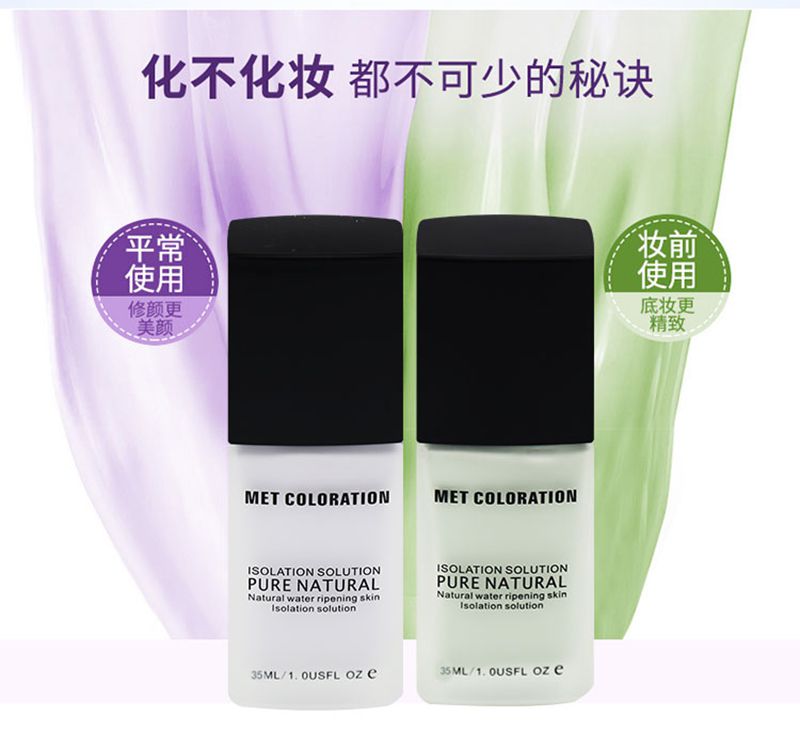 化不化妆 都不可少的秘诀
平常
使用
修颜更
美颜
妆前
使用
底妆更
精致
MET COLORATION
ISOLATION SOLUTION
PURE NATURAL
Natural water ripening skin
Isolation solution
35ML/1. 0USFL OZ e
MET COLORATION
ISOLATION SOLUTION
PURE NATURAL
Natural water ripening skin
Isolation solution
35ML/1. 0USFL OZ e